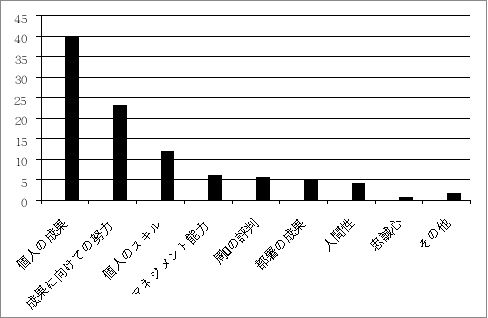 45
40
35
30
25
20
15
10
5
0
個人の成果
成果に向けての努力
個人のスキル
マネジメント能力
周囲の評判
部署の成果
人間性
忠誠心
その他